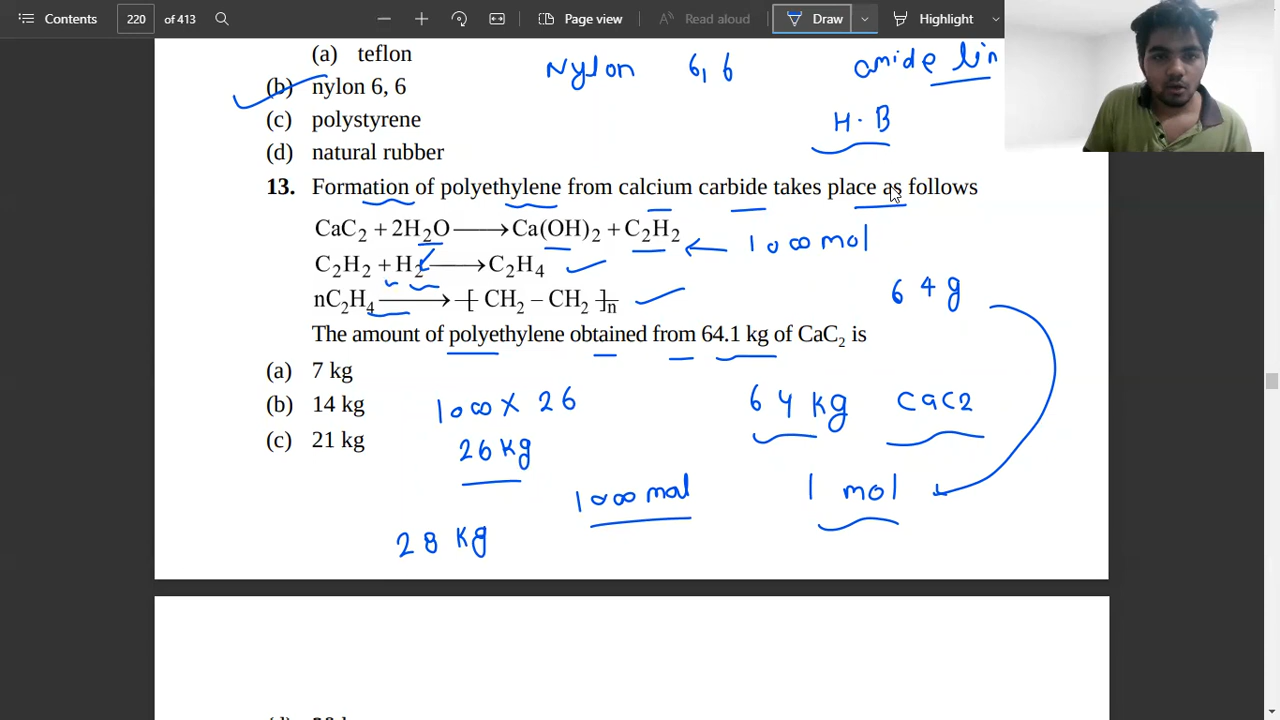 Contents 220 of 413 Page view Read aloud Draw Highlight
(a) teflon
Nylon 6,6 amide lin
(b) nylon 6, 6
(c) polystyrene
H·B
(d) natural rubber
13. Formation of polyethylene from calcium carbide takes place as follows
CaC2 + 2H2O ⟶ Ca(OH)2 + C2H2
← 1000 mol
C2H2 + H2 ⟶ C2H4
nC2H4 ⟶ -[ CH2 – CH2 ]n
64g
The amount of polyethylene obtained from 64.1 kg of CaC2 is
(a) 7 kg
(b) 14 kg
1000 × 26
64 kg CaC2
(c) 21 kg
26 kg
1000 mol
1 mol
28 kg